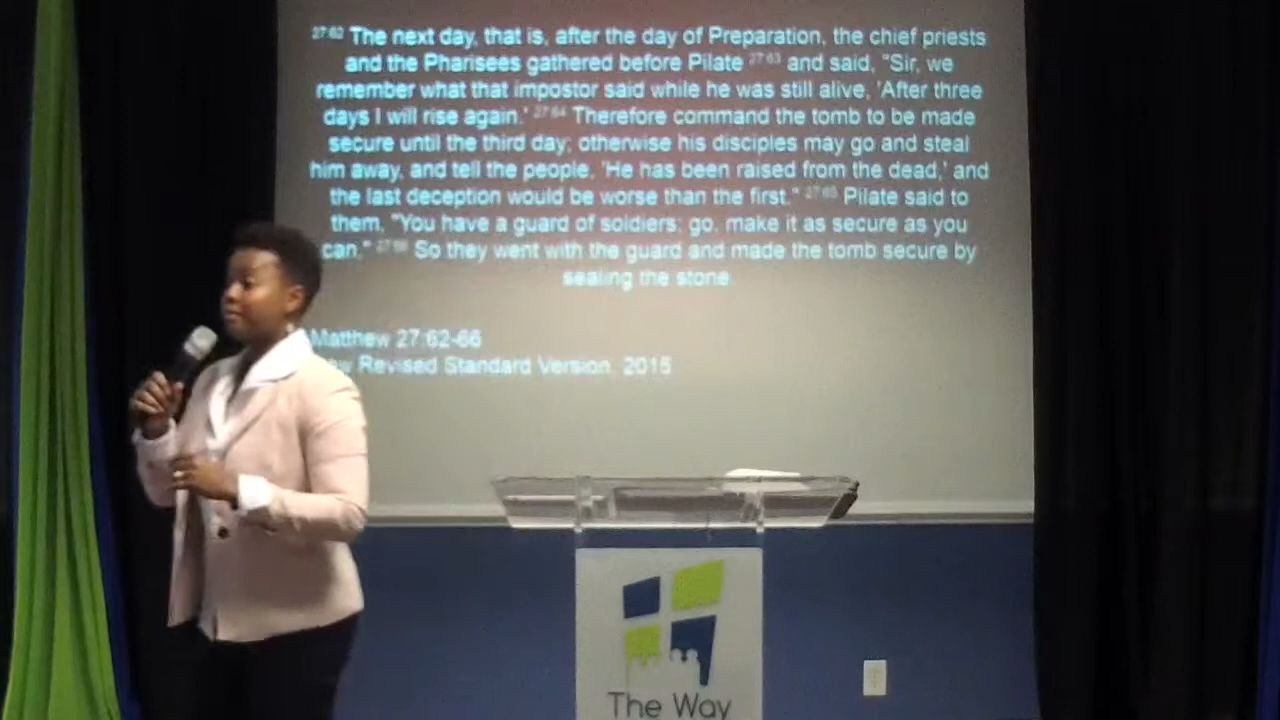 27:62 The next day, that is, after the day of Preparation, the chief priests
and the Pharisees gathered before Pilate 27:63 and said, "Sir, we
remember what that impostor said while he was still alive, 'After three
days I will rise again.' 27:64 Therefore command the tomb to be made
secure until the third day; otherwise his disciples may go and steal
him away, and tell the people, 'He has been raised from the dead,' and
the last deception would be worse than the first." 27:65 Pilate said to
them, "You have a guard of soldiers; go, make it as secure as you
can." 27:66 So they went with the guard and made the tomb secure by
sealing the stone.
Matthew 27:62-66
Revised Standard Version, 2015
The Way